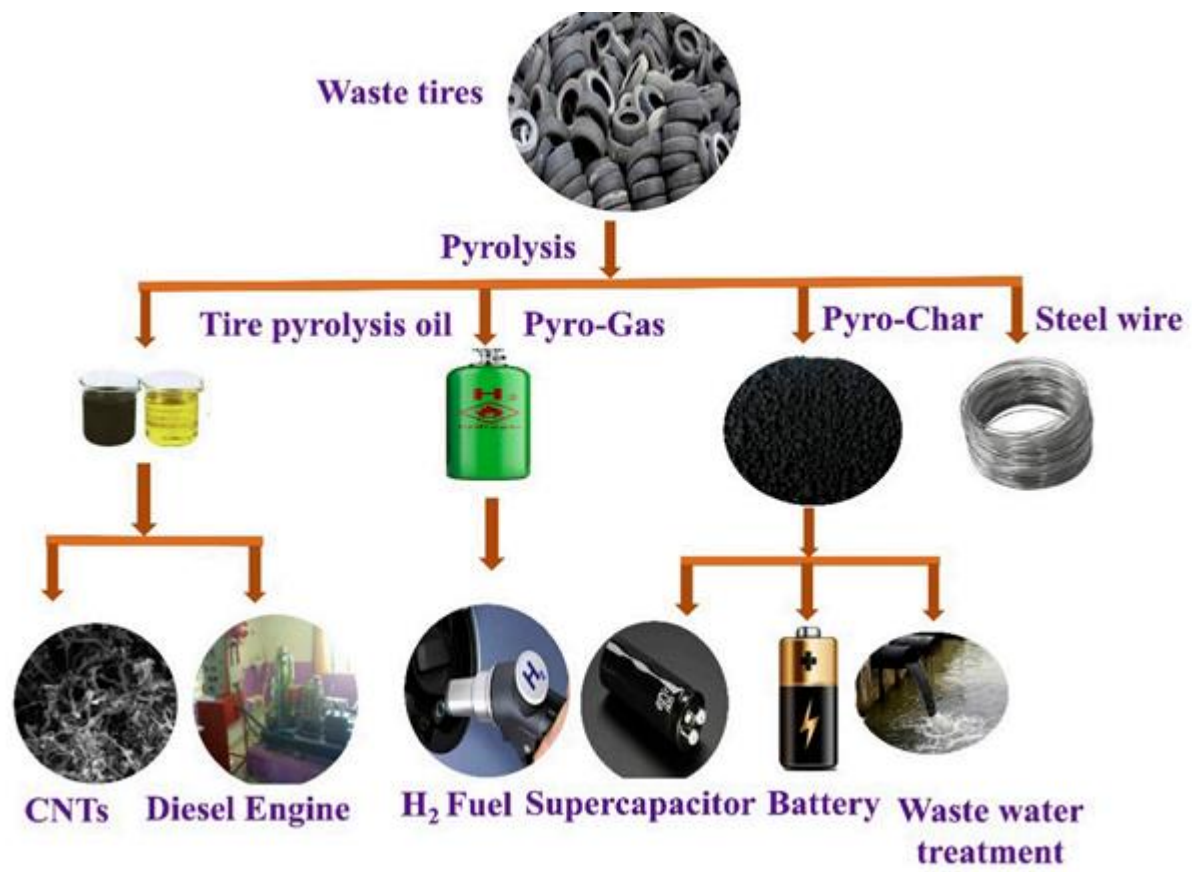 Waste tires
Pyrolysis
Tire pyrolysis oil
Pyro-Gas
Pyro-Char
Steel wire
H
H₂
CNTs
Diesel Engine
H₂ Fuel
Supercapacitor
Battery
Waste water
treatment